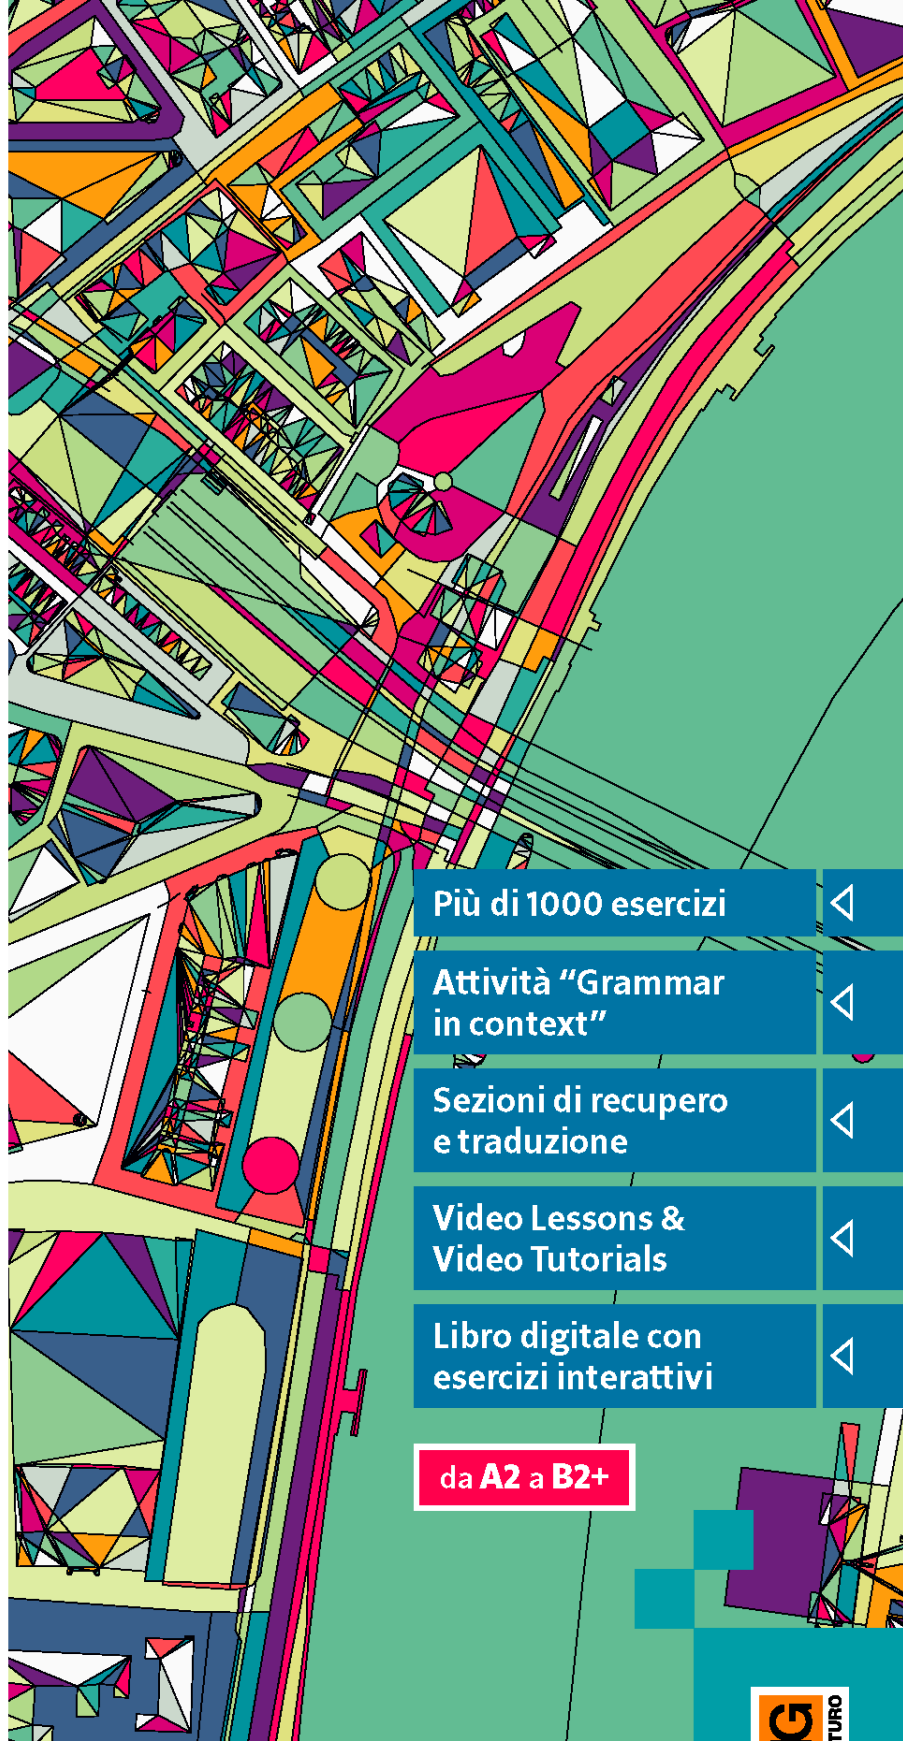 Più di 1000 esercizi
Attività “Grammar
in context”
Sezioni di recupero
e traduzione
Video Lessons &
Video Tutorials
Libro digitale con
esercizi interattivi
da A2 a B2+